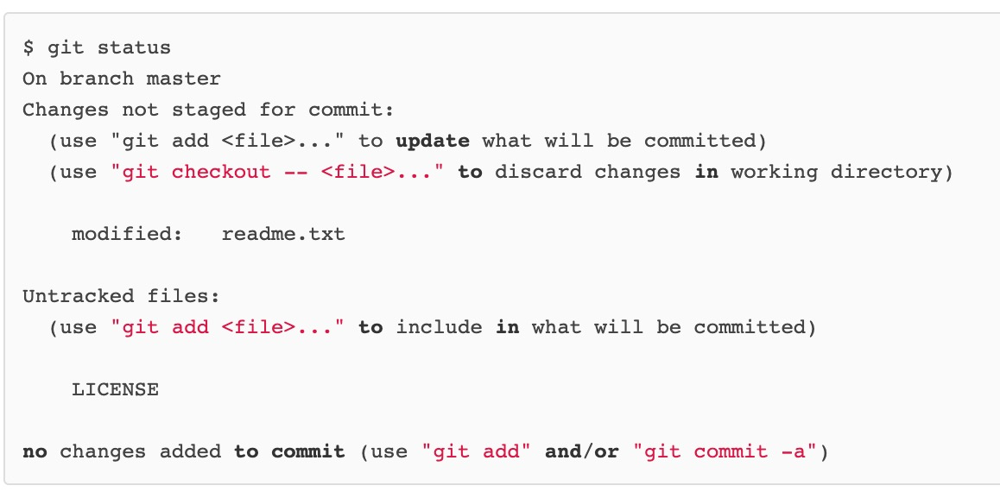 $ git status
On branch master
Changes not staged for commit:
  (use "git add <file>..." to update what will be committed)
  (use "git checkout -- <file>..." to discard changes in working directory)

    modified:   readme.txt

Untracked files:
  (use "git add <file>..." to include in what will be committed)

    LICENSE

no changes added to commit (use "git add" and/or "git commit -a")